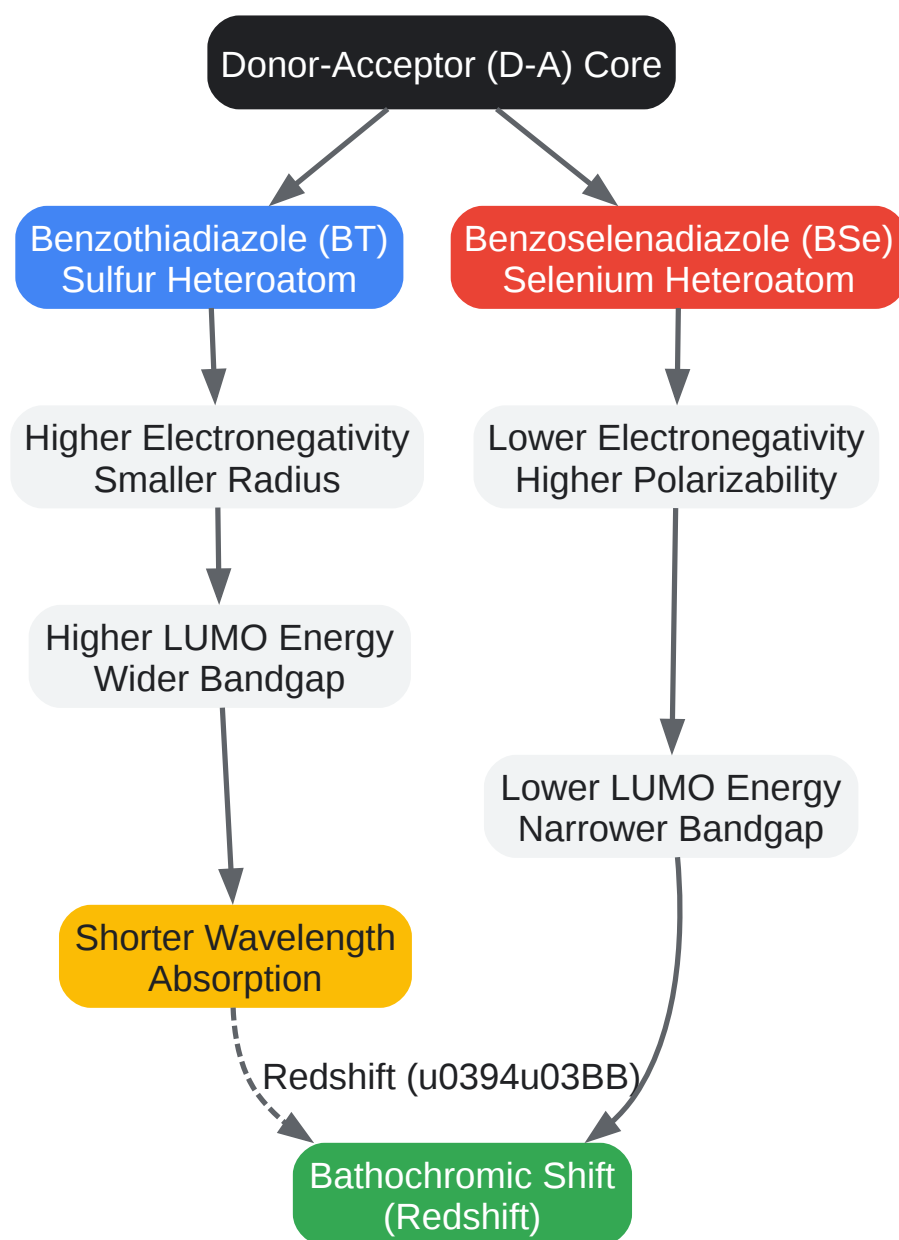 Donor-Acceptor (D-A) Core
Benzothiadiazole (BT)
Sulfur Heteroatom
Benzoselenadiazole (BSe)
Selenium Heteroatom
Higher Electronegativity
Smaller Radius
Lower Electronegativity
Higher Polarizability
Higher LUMO Energy
Wider Bandgap
Lower LUMO Energy
Narrower Bandgap
Shorter Wavelength
Absorption
Redshift (u0394u03BB)
Bathochromic Shift
(Redshift)